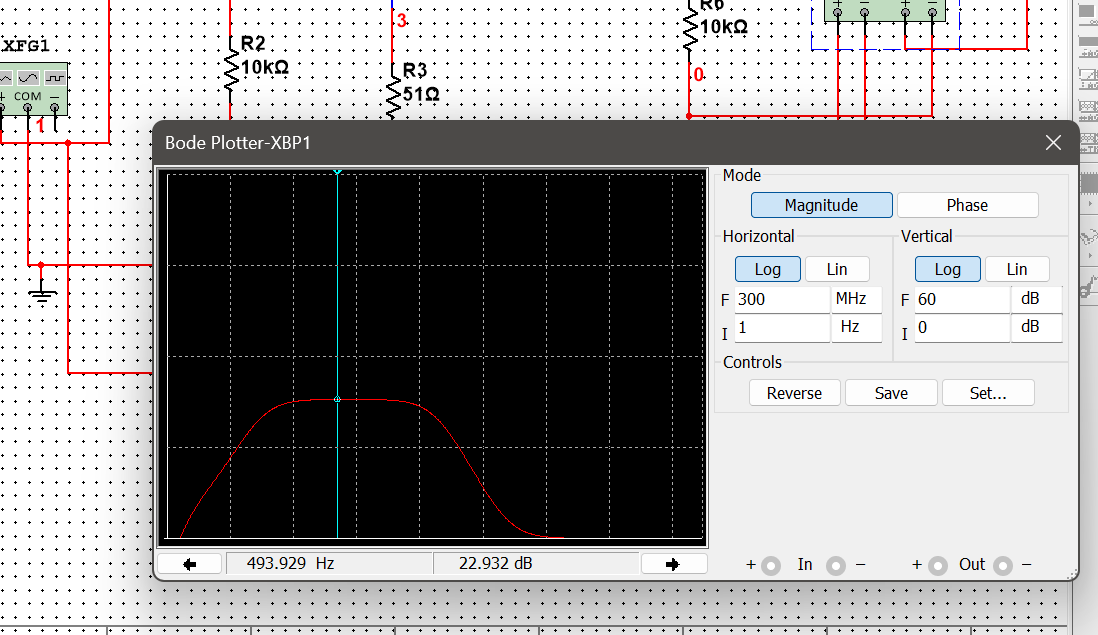 XFG1
COM
1
R2
10kΩ
3
R3
51Ω
R6
10kΩ
0
Bode Plotter-XBP1
Mode
Magnitude
Phase
Horizontal
Vertical
Log
Lin
Log
Lin
F 300 MHz
F 60 dB
I 1 Hz
I 0 dB
Controls
Reverse
Save
Set...
493.929 Hz
22.932 dB
+ In −
+ Out −